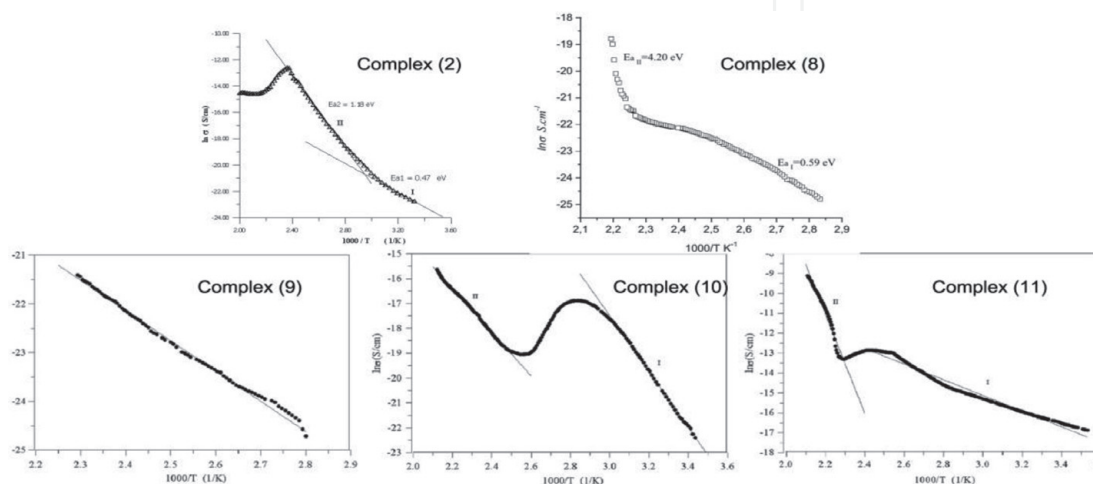 -10.00
-12.00
-14.00
-16.00
-18.00
-20.00
-22.00
-24.00
ln σ (S/cm)
Complex (2)
Ea2 = 1.18 eV
II
Ea1 = 0.47 eV
I
2.00 2.40 2.80 3.20 3.60
1000/T (1/K)
-18
-19
-20
-21
-22
-23
-24
-25
lnσ S.cm⁻¹
Complex (8)
Ea II=4.20 eV
Ea I=0.59 eV
2,1 2,2 2,3 2,4 2,5 2,6 2,7 2,8 2,9
1000/T K⁻¹
-21
-22
-23
-24
-25
Complex (9)
2.2 2.3 2.4 2.5 2.6 2.7 2.8 2.9
1000/T (1/K)
-15
-17
-19
-21
-23
lnσ(S/cm)
Complex (10)
II
I
2.0 2.2 2.4 2.6 2.8 3.0 3.2 3.4 3.6
1000/T (1/K)
-9
-10
-11
-12
-13
-14
-15
-16
-17
-18
lnσ(S/cm)
Complex (11)
II
I
2.0 2.2 2.4 2.6 2.8 3.0 3.2 3.4
1000/T (1/K)